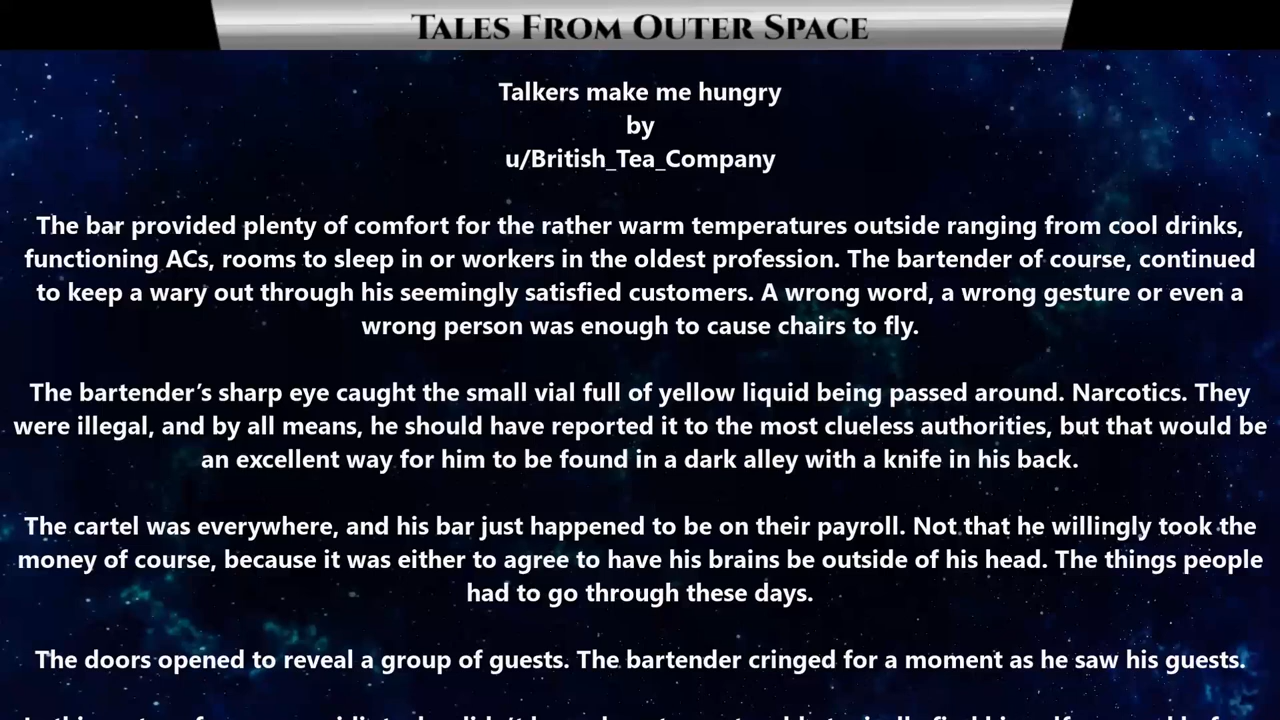 TALES FROM OUTER SPACE
Talkers make me hungry
by
u/British_Tea_Company
The bar provided plenty of comfort for the rather warm temperatures outside ranging from cool drinks,
functioning ACs, rooms to sleep in or workers in the oldest profession. The bartender of course, continued
to keep a wary out through his seemingly satisfied customers. A wrong word, a wrong gesture or even a
wrong person was enough to cause chairs to fly.
The bartender’s sharp eye caught the small vial full of yellow liquid being passed around. Narcotics. They
were illegal, and by all means, he should have reported it to the most clueless authorities, but that would be
an excellent way for him to be found in a dark alley with a knife in his back.
The cartel was everywhere, and his bar just happened to be on their payroll. Not that he willingly took the
money of course, because it was either to agree to have his brains be outside of his head. The things people
had to go through these days.
The doors opened to reveal a group of guests. The bartender cringed for a moment as he saw his guests.